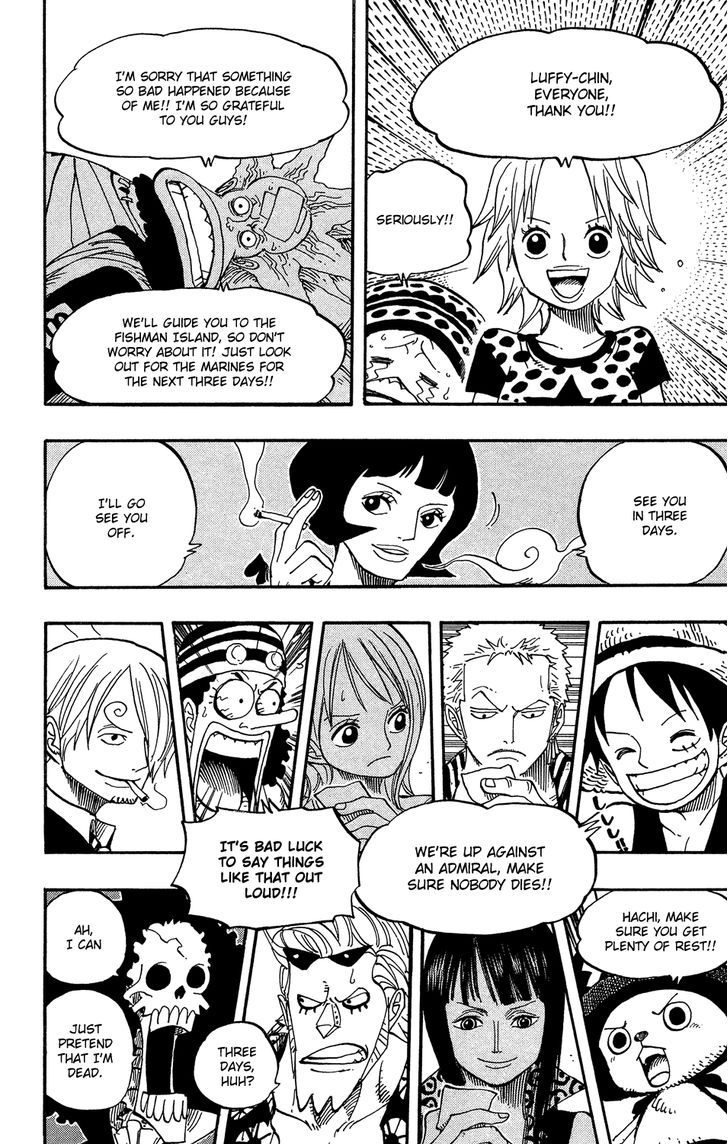 LUFFY-CHIN,
EVERYONE,
THANK YOU!!
SERIOUSLY!!
I'M SORRY THAT SOMETHING
SO BAD HAPPENED BECAUSE
OF ME!! I'M SO GRATEFUL
TO YOU GUYS!
WE'LL GUIDE YOU TO THE
FISHMAN ISLAND, SO DON'T
WORRY ABOUT IT! JUST LOOK
OUT FOR THE MARINES FOR
THE NEXT THREE DAYS!!
SEE YOU
IN THREE
DAYS.
I'LL GO
SEE YOU
OFF.
WE'RE UP AGAINST
AN ADMIRAL, MAKE
SURE NOBODY DIES!!
IT'S BAD LUCK
TO SAY THINGS
LIKE THAT OUT
LOUD!!!
HACHI, MAKE
SURE YOU GET
PLENTY OF REST!!
THREE
DAYS,
HUH?
AH,
I CAN
JUST
PRETEND
THAT I'M
DEAD.